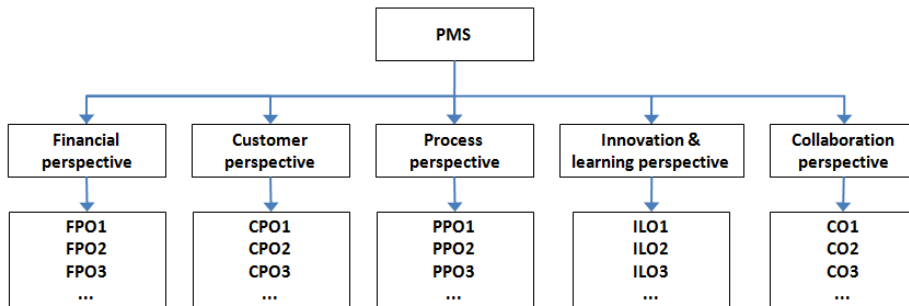 PMS
Financial
perspective
Customer
perspective
Process
perspective
Innovation &
learning perspective
Collaboration
perspective
FPO1
FPO2
FPO3
...
CPO1
CPO2
CPO3
...
PPO1
PPO2
PPO3
...
ILO1
ILO2
ILO3
...
CO1
CO2
CO3
...